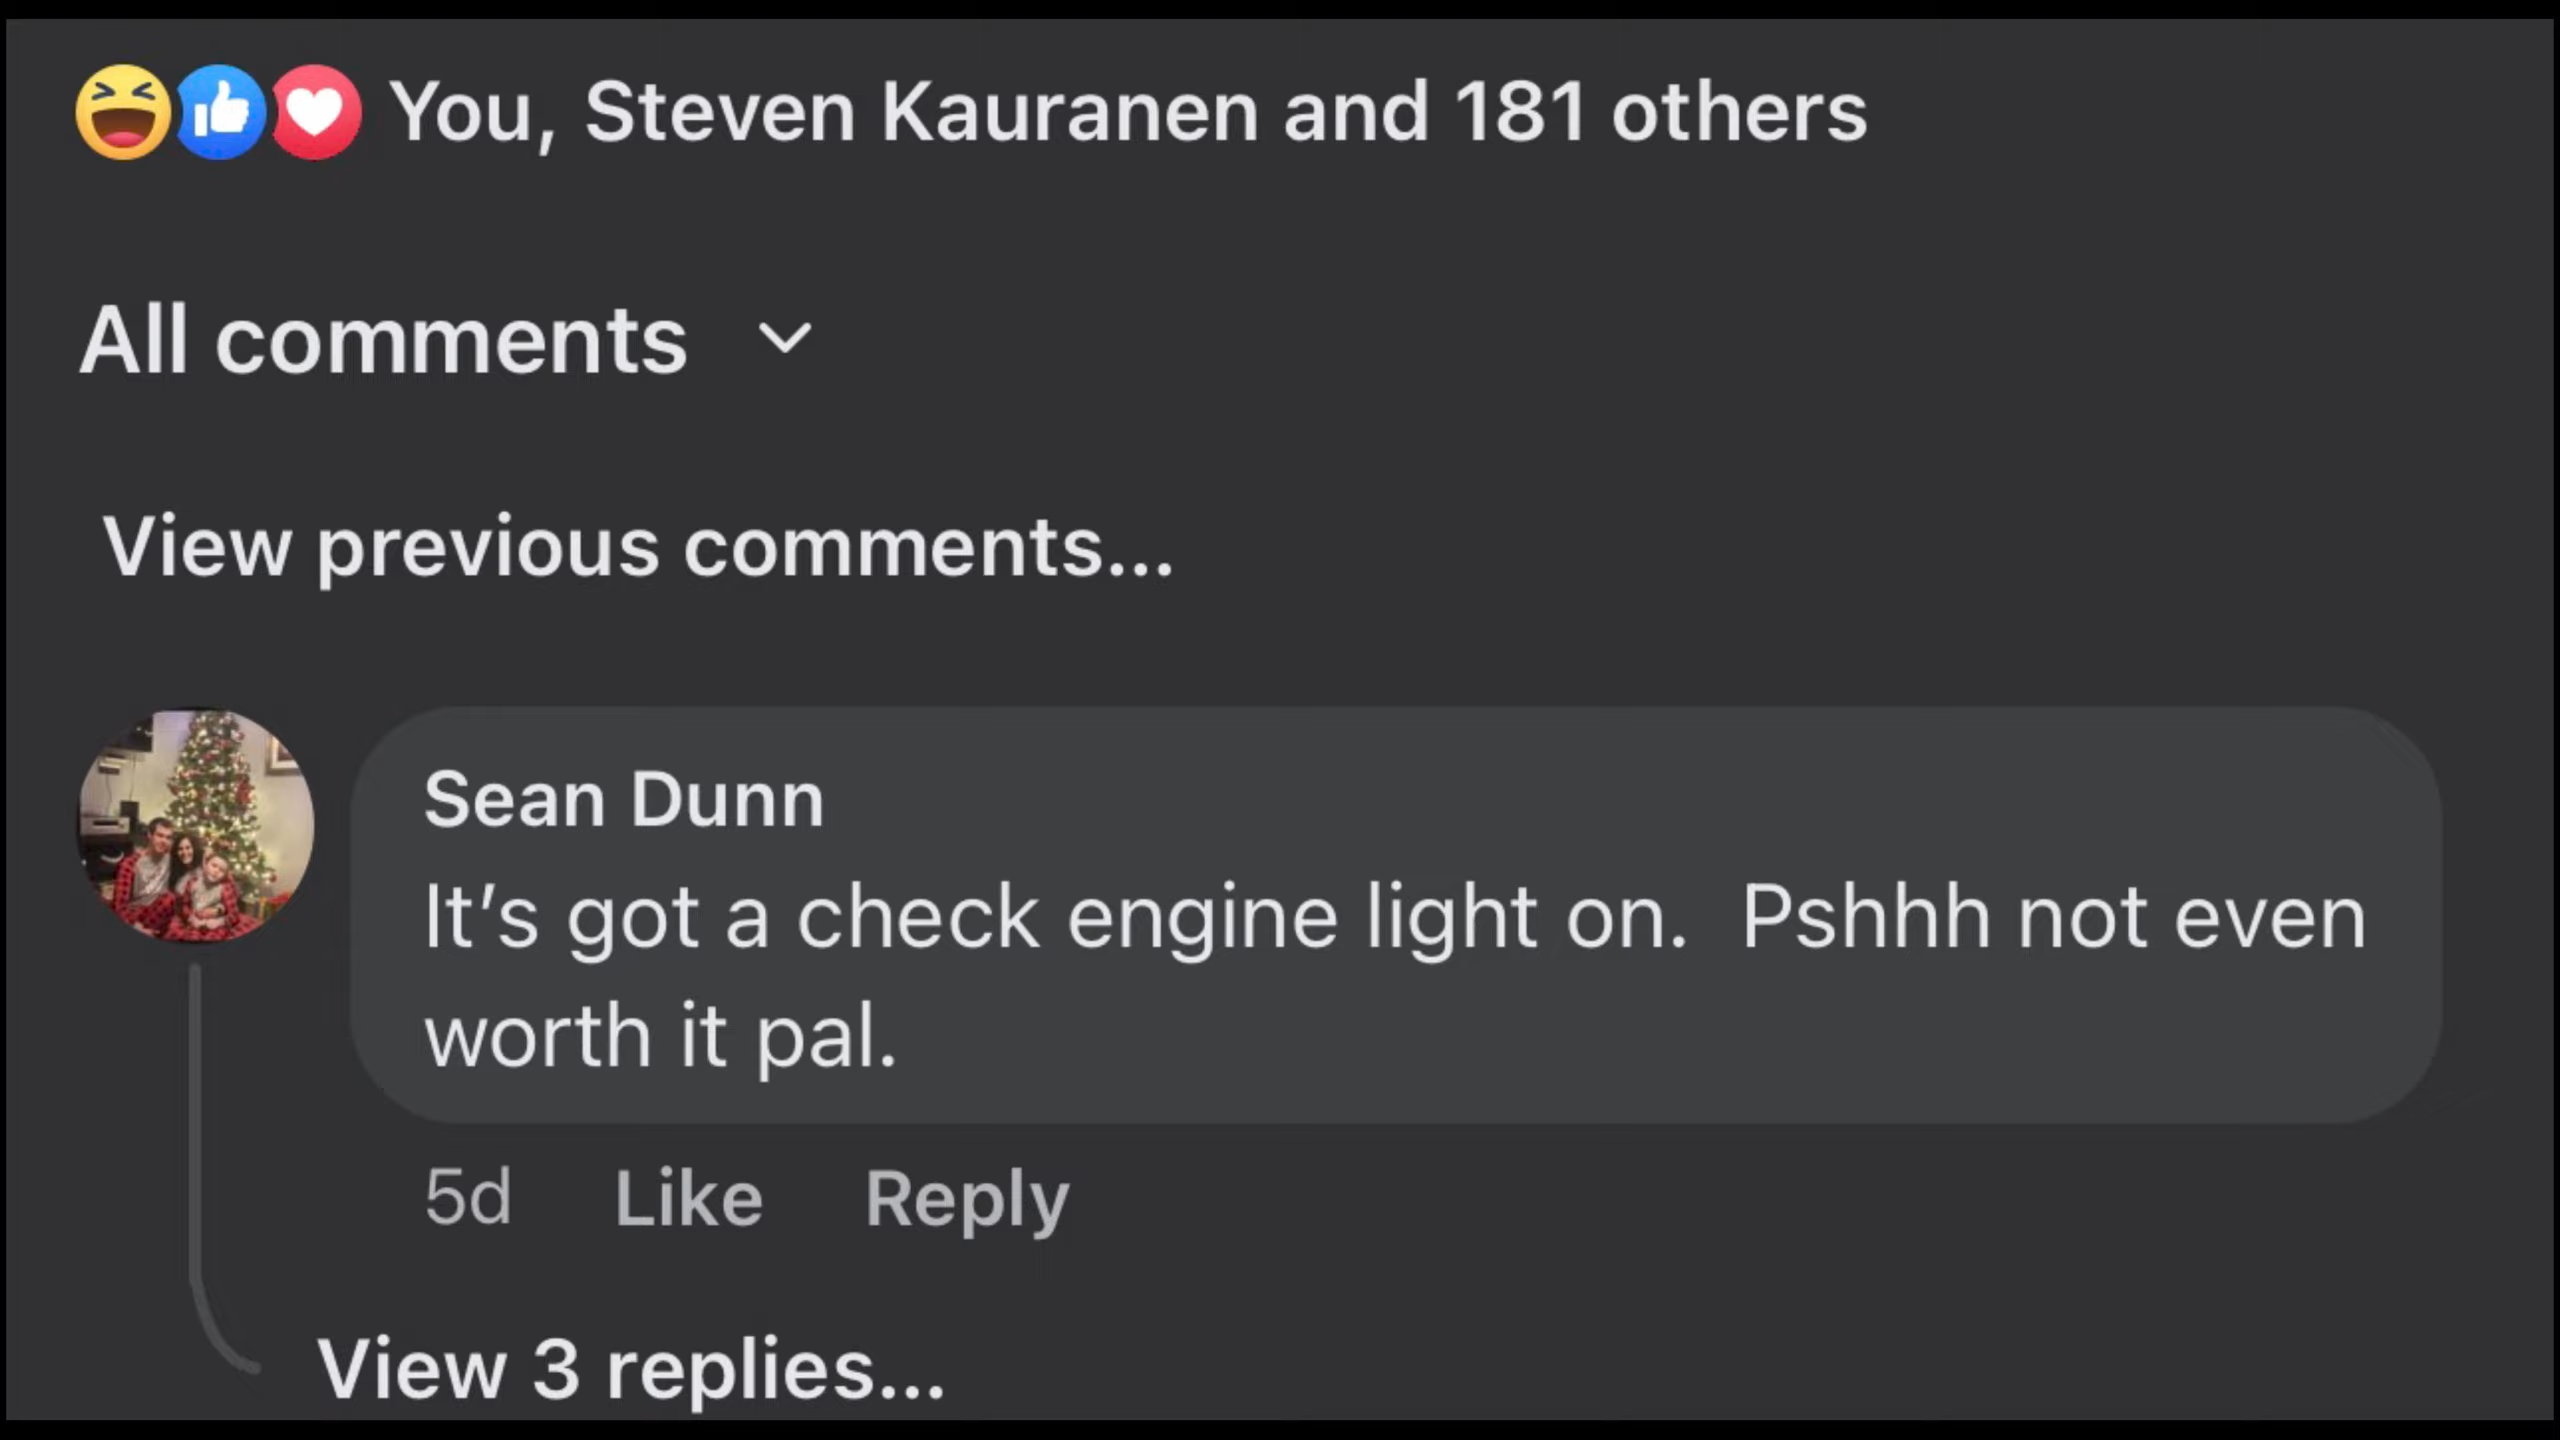 You, Steven Kauranen and 181 others
All comments
View previous comments...
Sean Dunn
It’s got a check engine light on.  Pshhh not even
worth it pal.
5d Like Reply
View 3 replies...